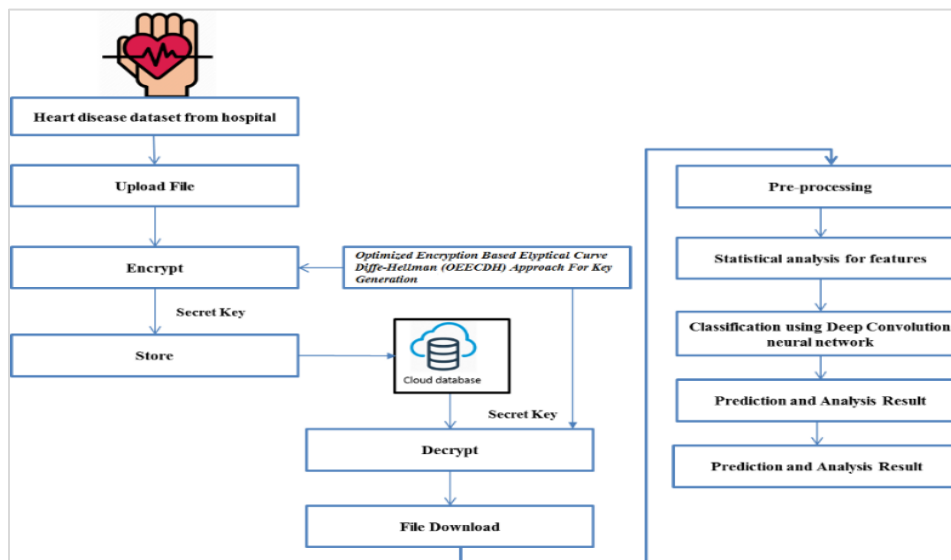 Heart disease dataset from hospital
Upload File
Encrypt
Optimized Encryption Based Elyptical Curve
Diffe-Hellman (OEECDH) Approach For Key
Generation
Secret Key
Store
Cloud database
Secret Key
Decrypt
File Download
Pre-processing
Statistical analysis for features
Classification using Deep Convolution
neural network
Prediction and Analysis Result
Prediction and Analysis Result